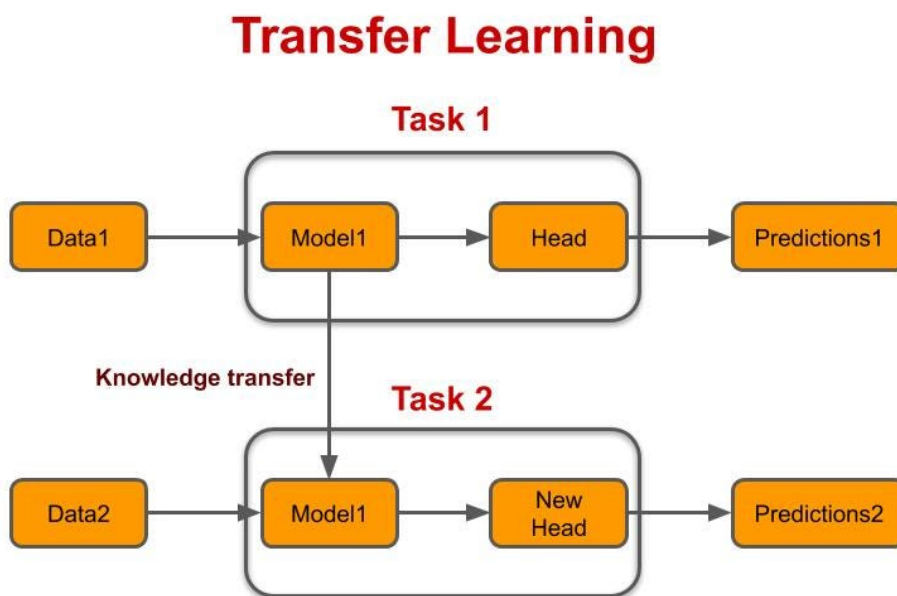 Transfer Learning
Task 1
Data1
Model1
Head
Predictions1
Knowledge transfer
Task 2
Data2
Model1
New
Head
Predictions2